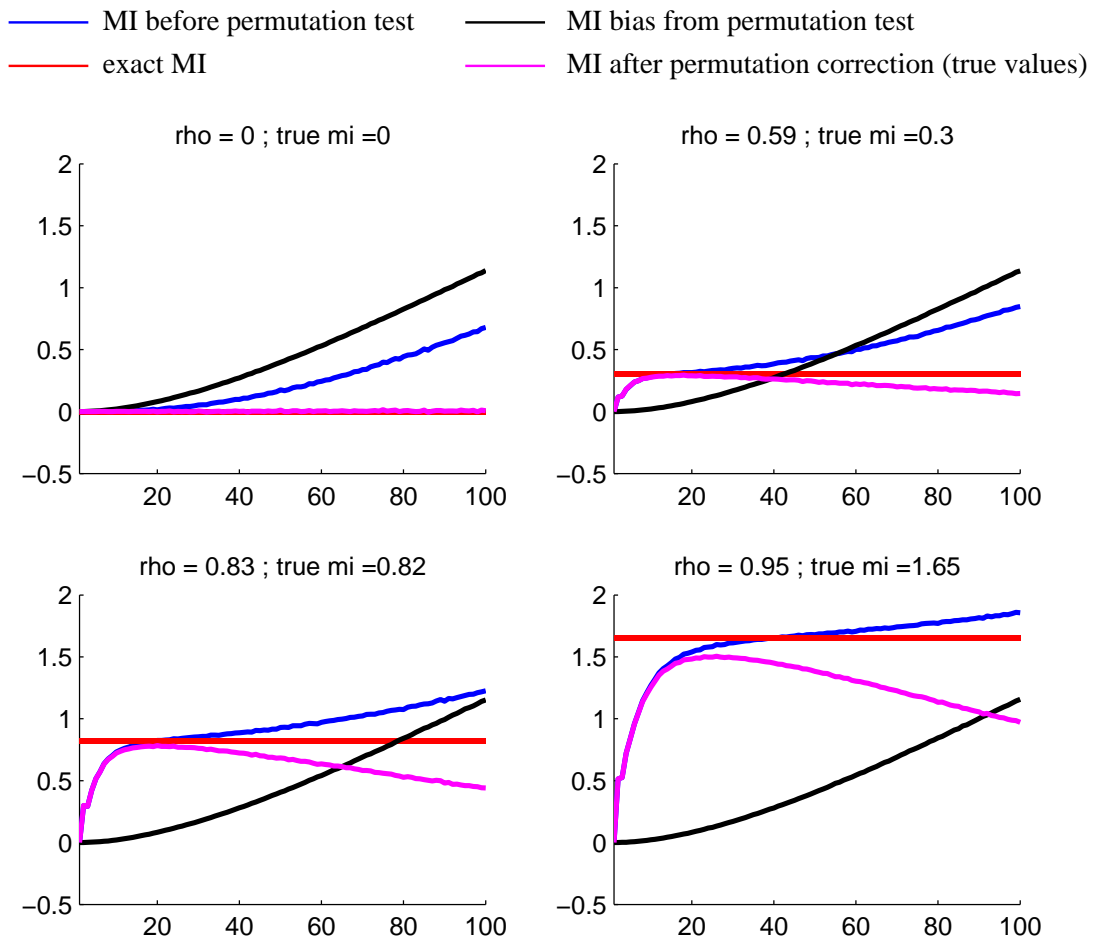 MI before permutation test
MI bias from permutation test
exact MI
MI after permutation correction (true values)
rho = 0 ; true mi =0
rho = 0.59 ; true mi =0.3
2
1.5
1
0.5
0
−0.5
20 40 60 80 100
2
1.5
1
0.5
0
−0.5
20 40 60 80 100
rho = 0.83 ; true mi =0.82
rho = 0.95 ; true mi =1.65
2
1.5
1
0.5
0
−0.5
20 40 60 80 100
2
1.5
1
0.5
0
−0.5
20 40 60 80 100